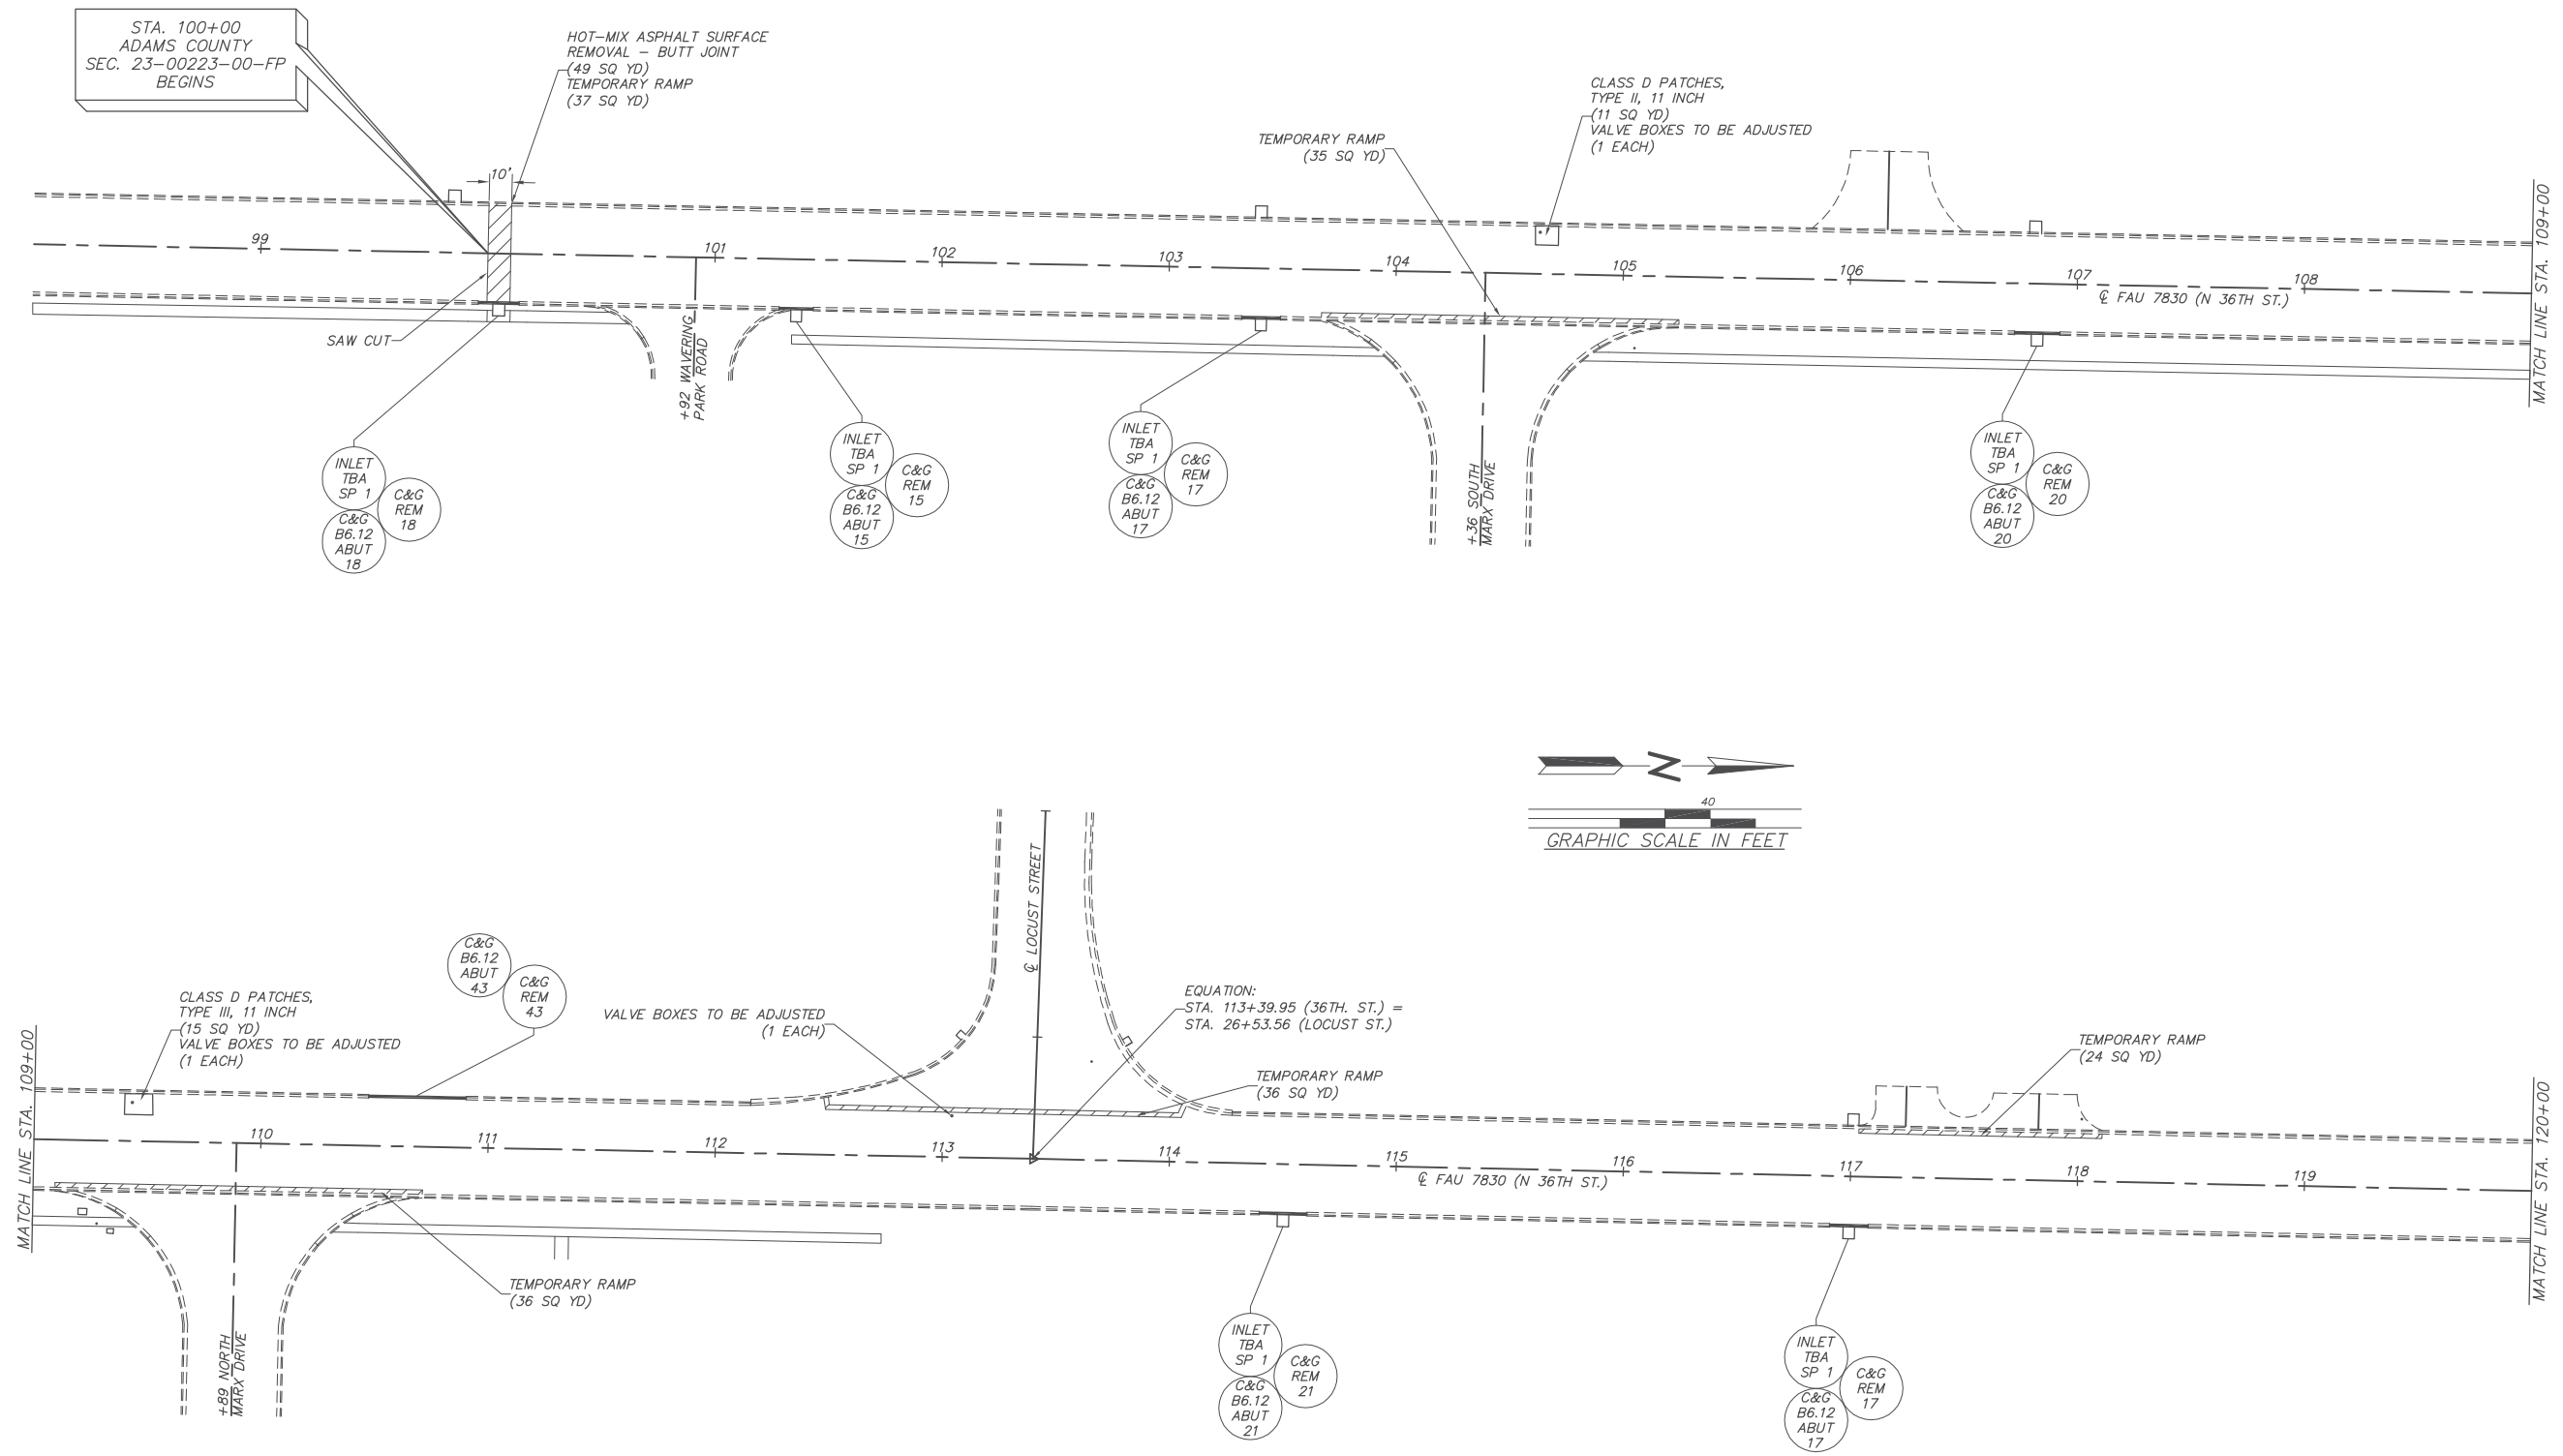 STA. 100+00
ADAMS COUNTY
SEC. 23-00223-00-FP
BEGINS
HOT-MIX ASPHALT SURFACE
REMOVAL - BUTT JOINT
(49 SQ YD)
TEMPORARY RAMP
(37 SQ YD)
10'
TEMPORARY RAMP
(35 SQ YD)
CLASS D PATCHES,
TYPE II, 11 INCH
(11 SQ YD)
VALVE BOXES TO BE ADJUSTED
(1 EACH)
MATCH LINE STA. 109+00
99
101
102
103
104
105
106
107
108
℄ FAU 7830 (N 36TH ST.)
SAW CUT
+92 WAVERING
PARK ROAD
+36 SOUTH
MARX DRIVE
INLET
TBA
SP 1
C&G
REM
18
C&G
B6.12
ABUT
18
INLET
TBA
SP 1
C&G
REM
15
C&G
B6.12
ABUT
15
INLET
TBA
SP 1
C&G
REM
17
C&G
B6.12
ABUT
17
INLET
TBA
SP 1
C&G
REM
20
C&G
B6.12
ABUT
20
N
40
GRAPHIC SCALE IN FEET
MATCH LINE STA. 109+00
CLASS D PATCHES,
TYPE III, 11 INCH
(15 SQ YD)
VALVE BOXES TO BE ADJUSTED
(1 EACH)
C&G
B6.12
ABUT
43
C&G
REM
43
VALVE BOXES TO BE ADJUSTED
(1 EACH)
℄ LOCUST STREET
EQUATION:
STA. 113+39.95 (36TH. ST.) =
STA. 26+53.56 (LOCUST ST.)
TEMPORARY RAMP
(36 SQ YD)
TEMPORARY RAMP
(24 SQ YD)
MATCH LINE STA. 120+00
110
111
112
113
114
115
116
117
118
119
℄ FAU 7830 (N 36TH ST.)
+89 NORTH
MARX DRIVE
TEMPORARY RAMP
(36 SQ YD)
INLET
TBA
SP 1
C&G
REM
21
C&G
B6.12
ABUT
21
INLET
TBA
SP 1
C&G
REM
17
C&G
B6.12
ABUT
17